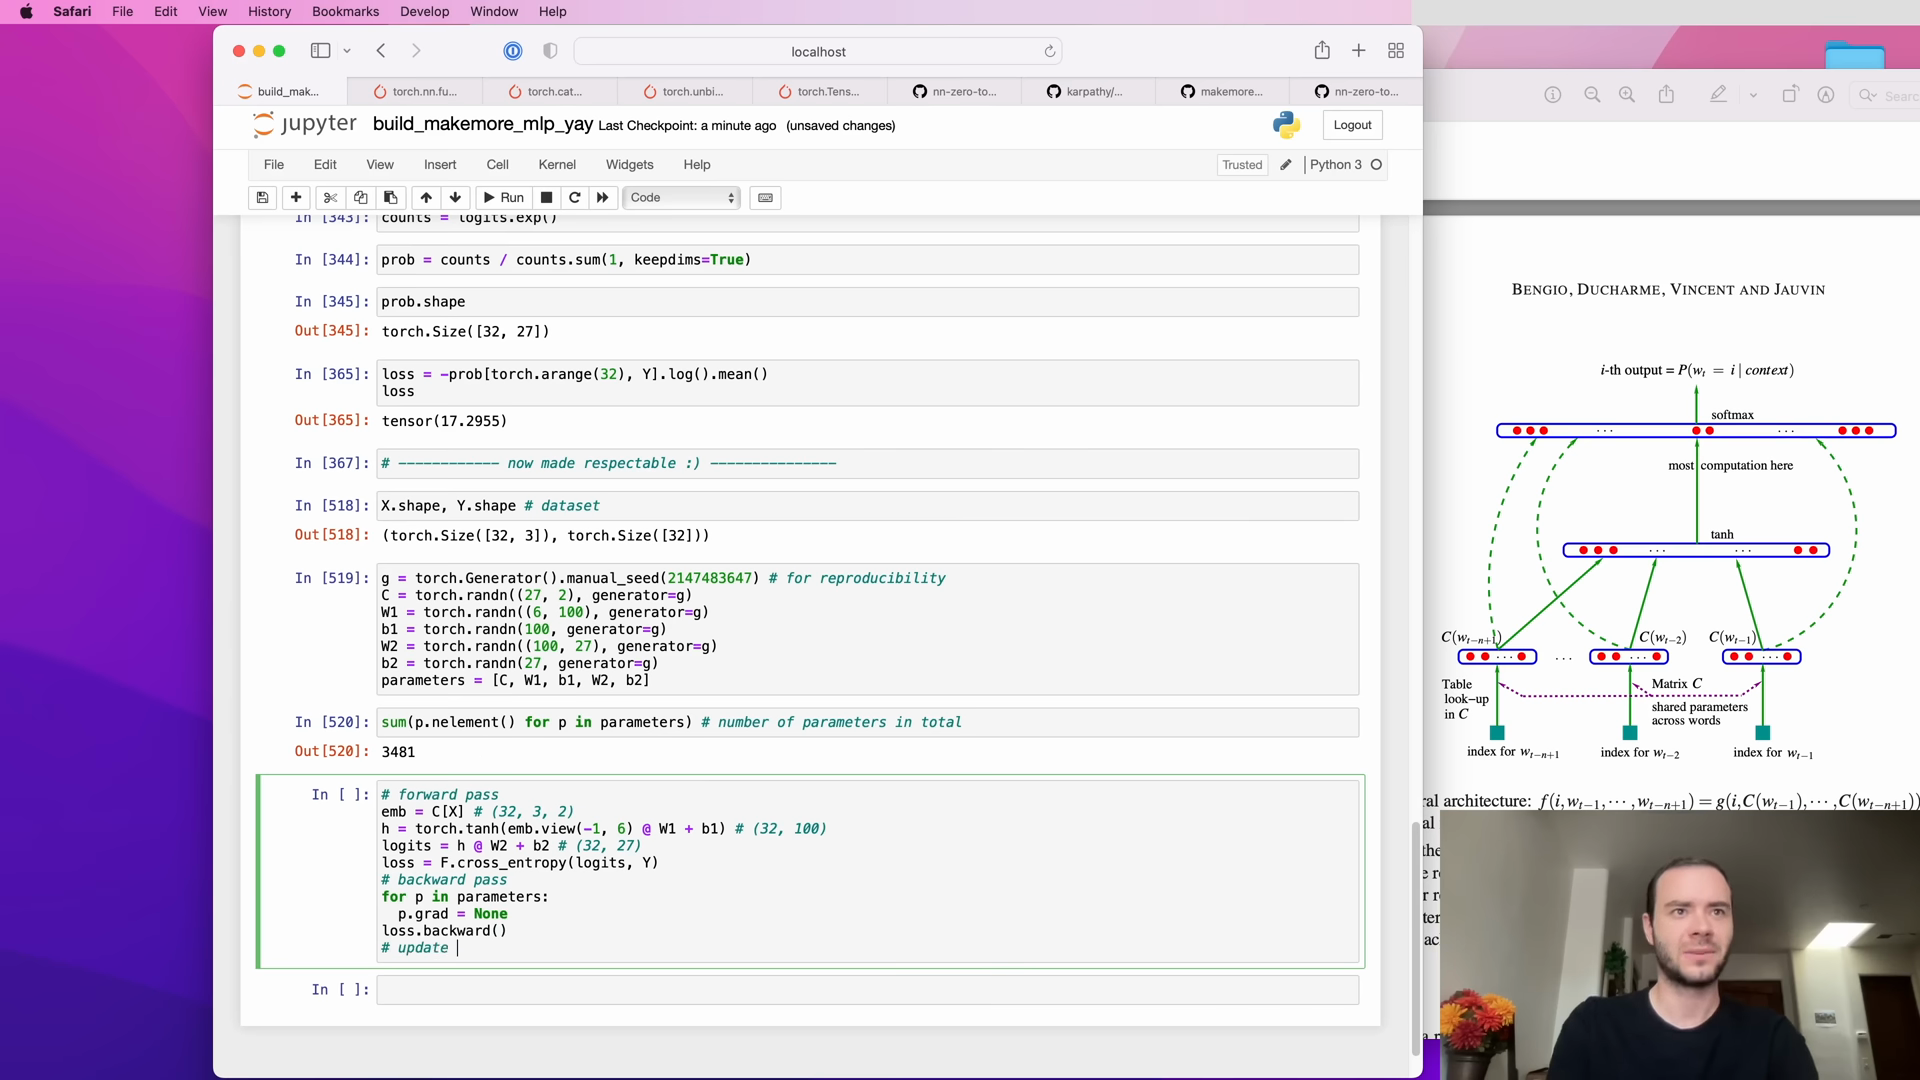 Safari File Edit View History Bookmarks Develop Window Help
localhost
build_mak... torch.nn.fu... torch.cat... torch.unbi... torch.Tens... nn-zero-to... karpathy/... makemore... nn-zero-to...
jupyter build_makemore_mlp_yay Last Checkpoint: a minute ago (unsaved changes)
Logout
File Edit View Insert Cell Kernel Widgets Help
Trusted Python 3
Run Code
In [343]: counts = logits.exp()
In [344]: prob = counts / counts.sum(1, keepdims=True)
In [345]: prob.shape
Out[345]: torch.Size([32, 27])
In [365]: loss = -prob[torch.arange(32), Y].log().mean()
loss
Out[365]: tensor(17.2955)
In [367]: # ------------ now made respectable :) ---------------
In [518]: X.shape, Y.shape # dataset
Out[518]: (torch.Size([32, 3]), torch.Size([32]))
In [519]: g = torch.Generator().manual_seed(2147483647) # for reproducibility
C = torch.randn((27, 2), generator=g)
W1 = torch.randn((6, 100), generator=g)
b1 = torch.randn(100, generator=g)
W2 = torch.randn((100, 27), generator=g)
b2 = torch.randn(27, generator=g)
parameters = [C, W1, b1, W2, b2]
In [520]: sum(p.nelement() for p in parameters) # number of parameters in total
Out[520]: 3481
In [ ]: # forward pass
emb = C[X] # (32, 3, 2)
h = torch.tanh(emb.view(-1, 6) @ W1 + b1) # (32, 100)
logits = h @ W2 + b2 # (32, 27)
loss = F.cross_entropy(logits, Y)
# backward pass
for p in parameters:
  p.grad = None
loss.backward()
# update
In [ ]:
Searc
BENGIO, DUCHARME, VINCENT AND JAUVIN
i-th output = P(w_t = i | context)
softmax
... ...
most computation here
tanh
... ...
C(w_{t-n+1}) C(w_{t-2}) C(w_{t-1})
... ... ... ...
Table look-up in C
Matrix C
shared parameters
across words
index for w_{t-n+1} index for w_{t-2} index for w_{t-1}
ral architecture: f(i, w_{t-1}, ··· , w_{t-n+1}) = g(i, C(w_{t-1}), ··· , C(w_{t-n+1}))
al
the